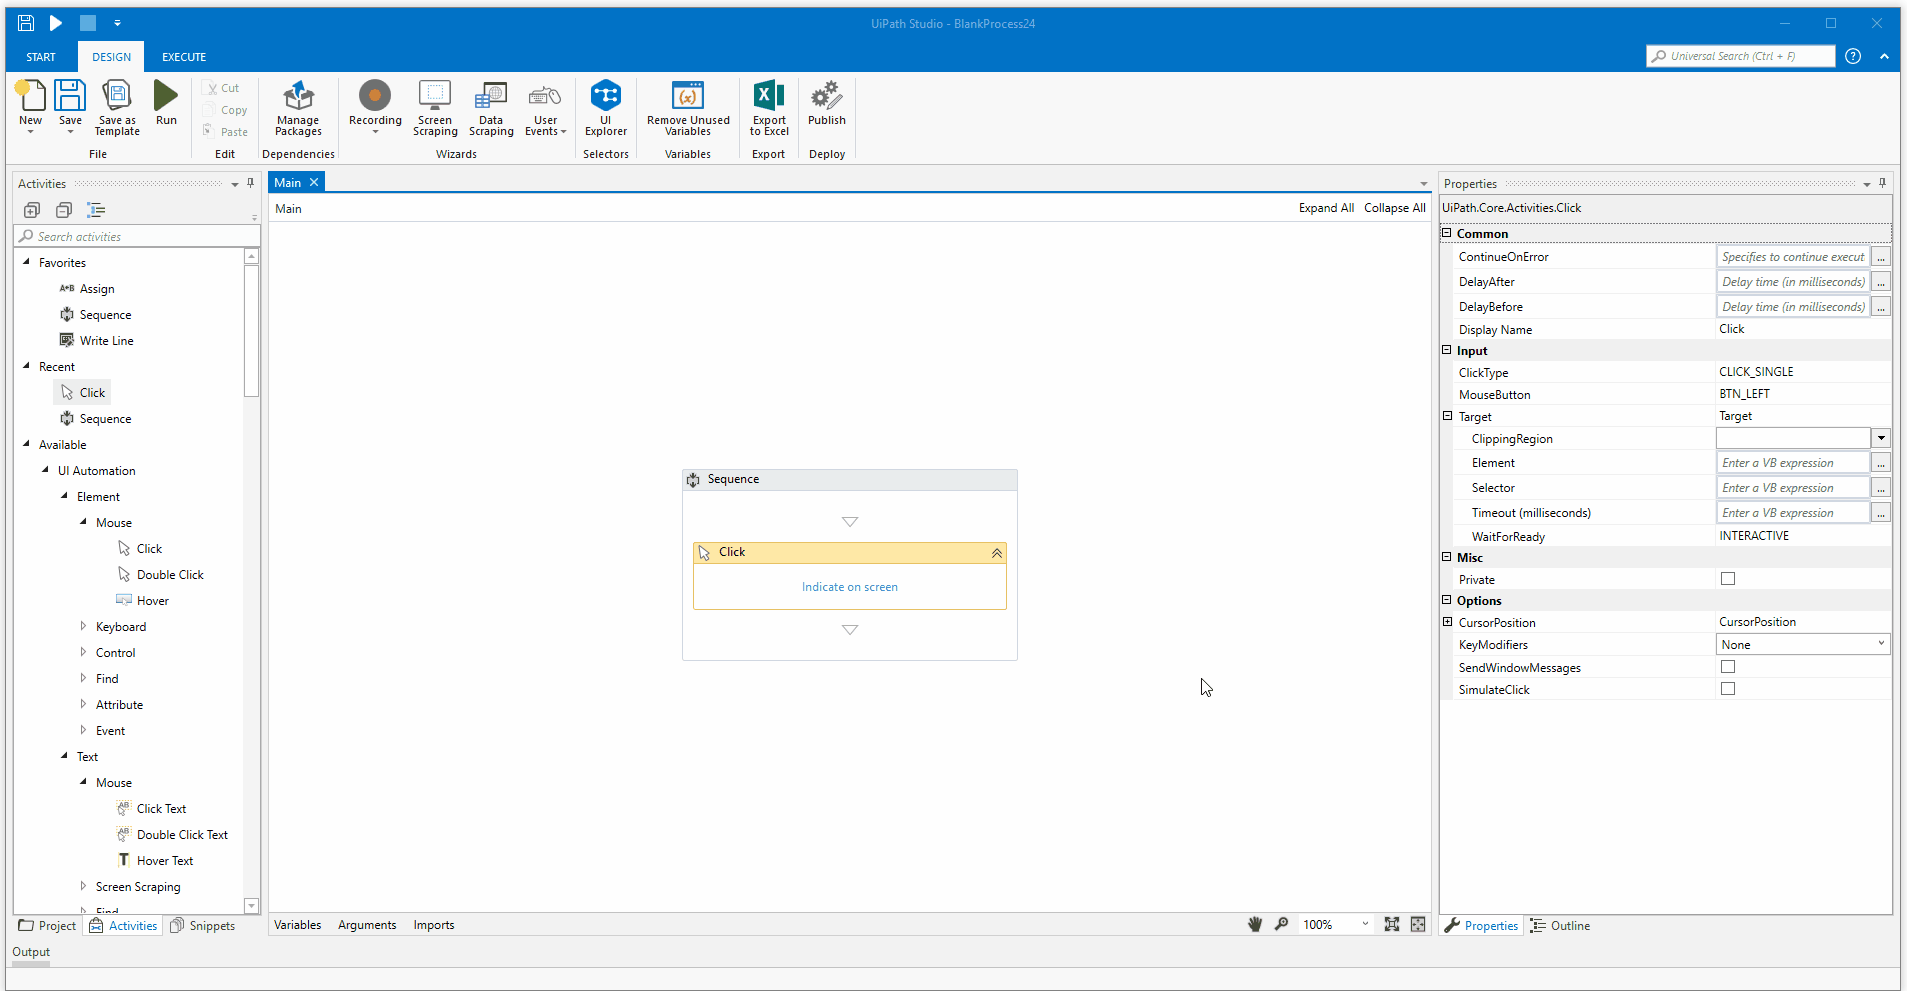 UiPath Studio - BlankProcess24
START DESIGN EXECUTE
Universal Search (Ctrl + F)
New Save Save as Template Run
Cut
Copy
Paste
Manage Packages
Recording Screen Scraping Data Scraping User Events
UI Explorer
Remove Unused Variables
Export to Excel
Publish
File Edit Dependencies Wizards Selectors Variables Export Deploy
Activities
Search activities
Favorites
Assign
Sequence
Write Line
Recent
Click
Sequence
Available
UI Automation
Element
Mouse
Click
Double Click
Hover
Keyboard
Control
Find
Attribute
Event
Text
Mouse
Click Text
Double Click Text
Hover Text
Screen Scraping
Find
Project Activities Snippets
Output
Main
Main
Expand All Collapse All
Sequence
Click
Indicate on screen
Variables Arguments Imports
100%
Properties
UiPath.Core.Activities.Click
Common
ContinueOnError Specifies to continue execut ...
DelayAfter Delay time (in milliseconds) ...
DelayBefore Delay time (in milliseconds) ...
Display Name Click
Input
ClickType CLICK_SINGLE
MouseButton BTN_LEFT
Target Target
ClippingRegion
Element Enter a VB expression ...
Selector Enter a VB expression ...
Timeout (milliseconds) Enter a VB expression ...
WaitForReady INTERACTIVE
Misc
Private
Options
CursorPosition CursorPosition
KeyModifiers None
SendWindowMessages
SimulateClick
Properties Outline